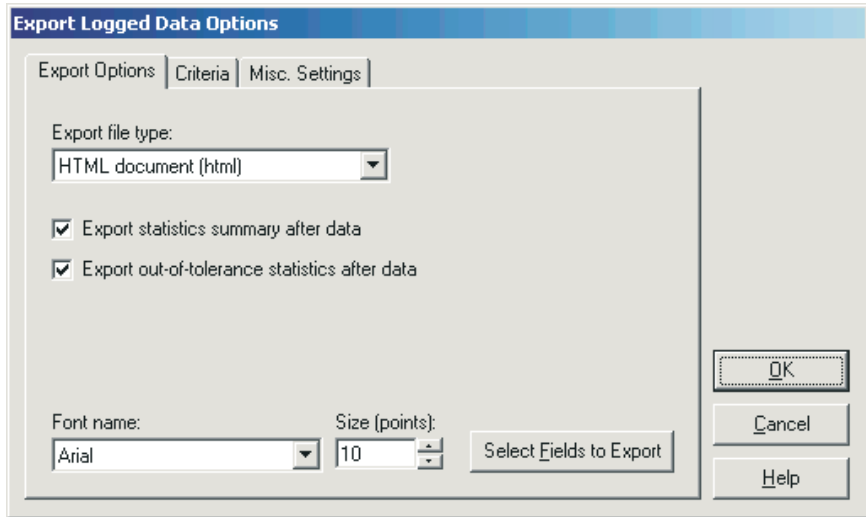 Export Logged Data Options
Export Options
Criteria
Misc. Settings
Export file type:
HTML document (html)
Export statistics summary after data
Export out-of-tolerance statistics after data
Font name:
Size (points):
Arial
10
Select Fields to Export
OK
Cancel
Help